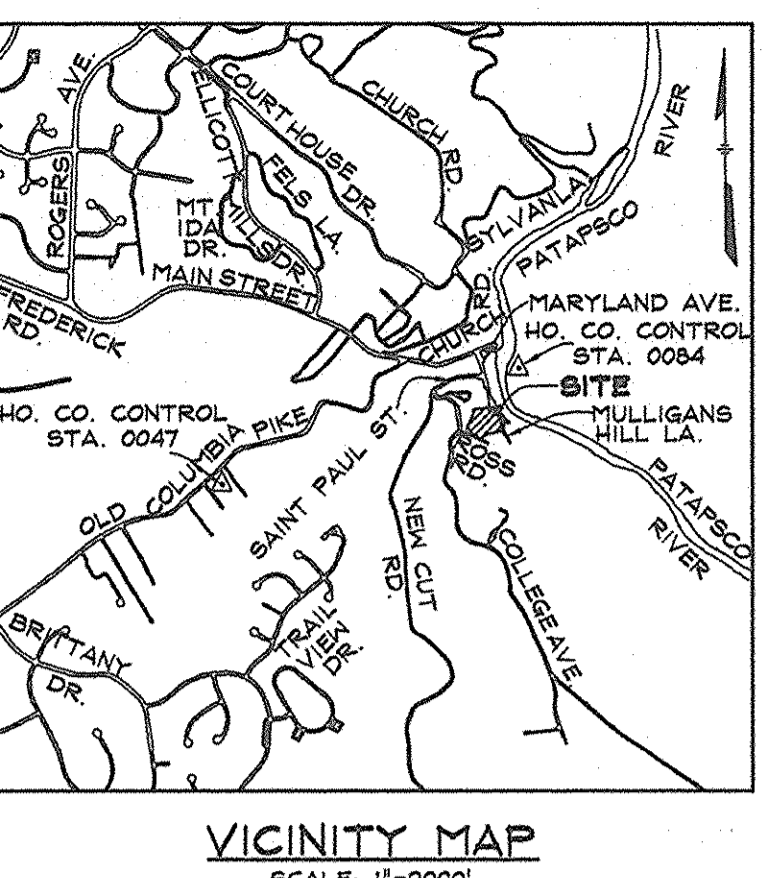 ROGERS AVE.
ELLICOTT MILLS DR.
COURT HOUSE DR.
CHURCH RD.
RIVER
PATAPSCO
SYLVAN LA.
FELS LA.
MT.
IDA
DR.
MAIN STREET
FREDERICK
RD.
CHURCH RD.
MARYLAND AVE.
HO. CO. CONTROL
STA. 0084
SITE
MULLIGANS
HILL LA.
HO. CO. CONTROL
STA. 0047
OLD COLUMBIA PIKE
SAINT PAUL ST.
ROSS
RD.
PATAPSCO
RIVER
NEW CUT
RD.
COLLEGE AVE.
TRAIL
VIEW
DR.
BRITTANY
DR.
VICINITY MAP
SCALE: 1"=2000'